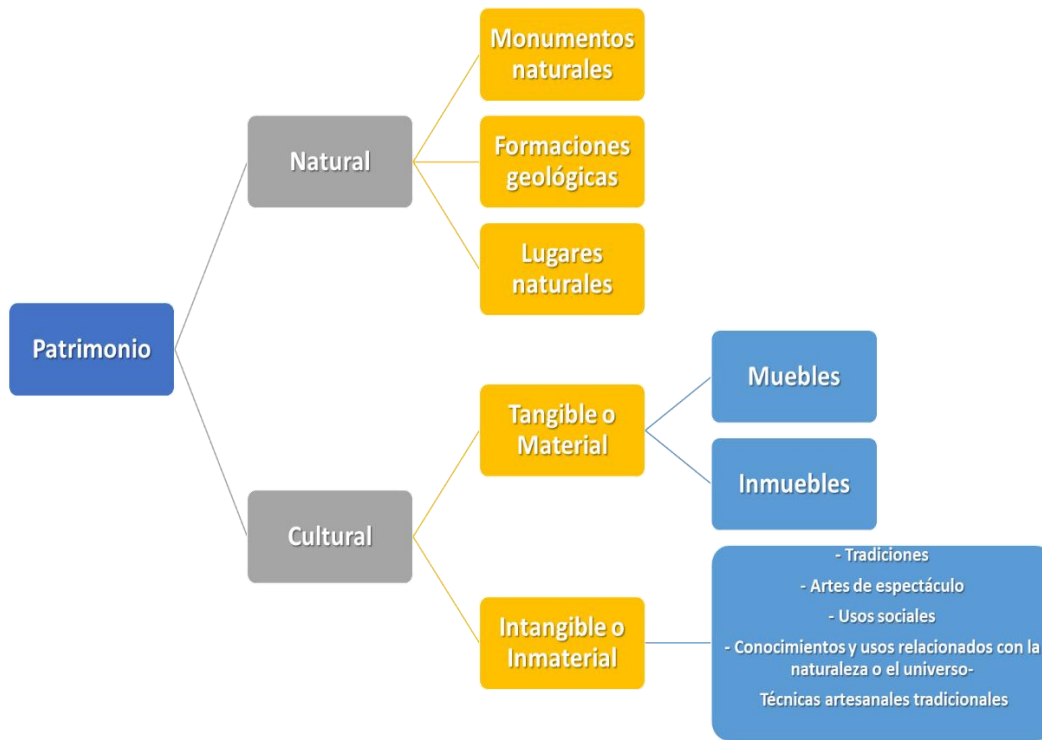 Patrimonio
Natural
Monumentos
naturales
Formaciones
geológicas
Lugares
naturales
Cultural
Tangible o
Material
Muebles
Inmuebles
Intangible o
Inmaterial
- Tradiciones
- Artes de espectáculo
- Usos sociales
- Conocimientos y usos relacionados con la
naturaleza o el universo-
Técnicas artesanales tradicionales